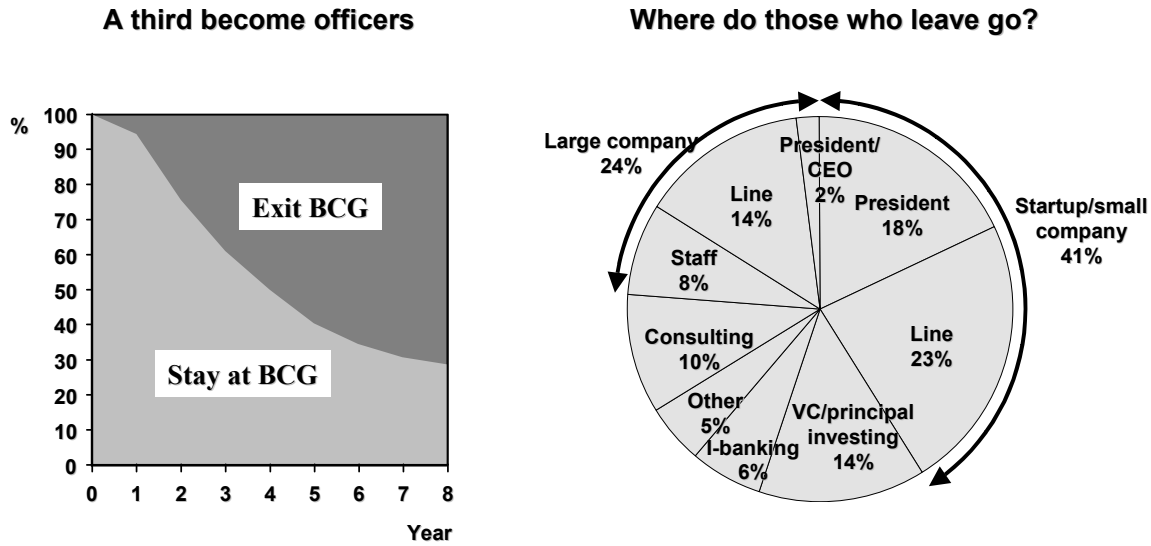 A third become officers
Where do those who leave go?
%
100
90
80
70
60
50
40
30
20
10
0
Exit BCG
Stay at BCG
0 1 2 3 4 5 6 7 8
Year
Large company
24%
President/
CEO
2%
President
18%
Startup/small
company
41%
Line
14%
Staff
8%
Line
23%
Consulting
10%
Other
5%
I-banking
6%
VC/principal
investing
14%